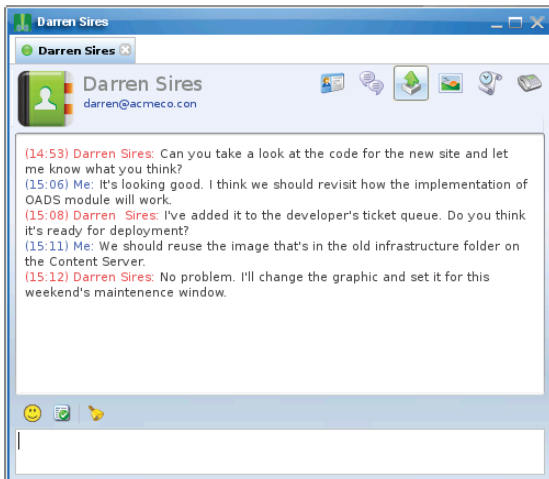 Darren Sires
Darren Sires
Darren Sires
darren@acmeco.con
(14:53) Darren Sires: Can you take a look at the code for the new site and let
me know what you think?
(15:06) Me: It's looking good. I think we should revisit how the implementation of
OADS module will work.
(15:08) Darren Sires: I've added it to the developer's ticket queue. Do you think
it's ready for deployment?
(15:11) Me: We should reuse the image that's in the old infrastructure folder on
the Content Server.
(15:12) Darren Sires: No problem. I'll change the graphic and set it for this
weekend's maintenence window.